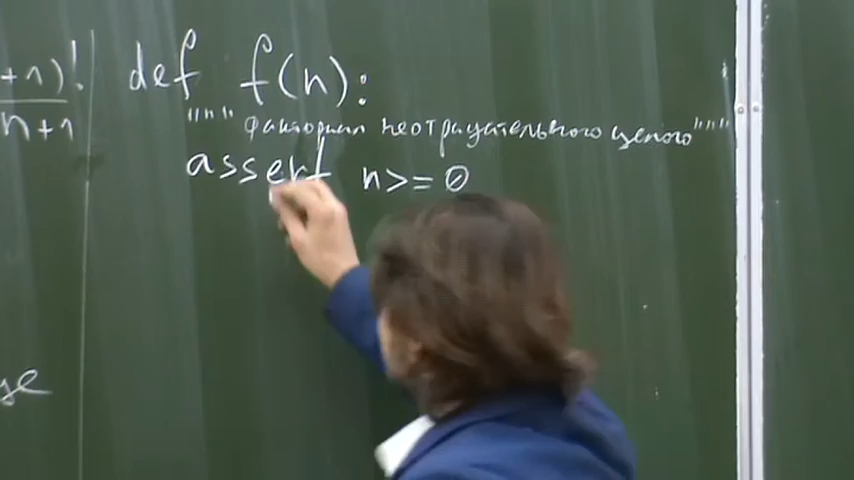 +1)!
n+1
def f(n):
""" факториал неотрицательного целого"""
assert n>=0
se